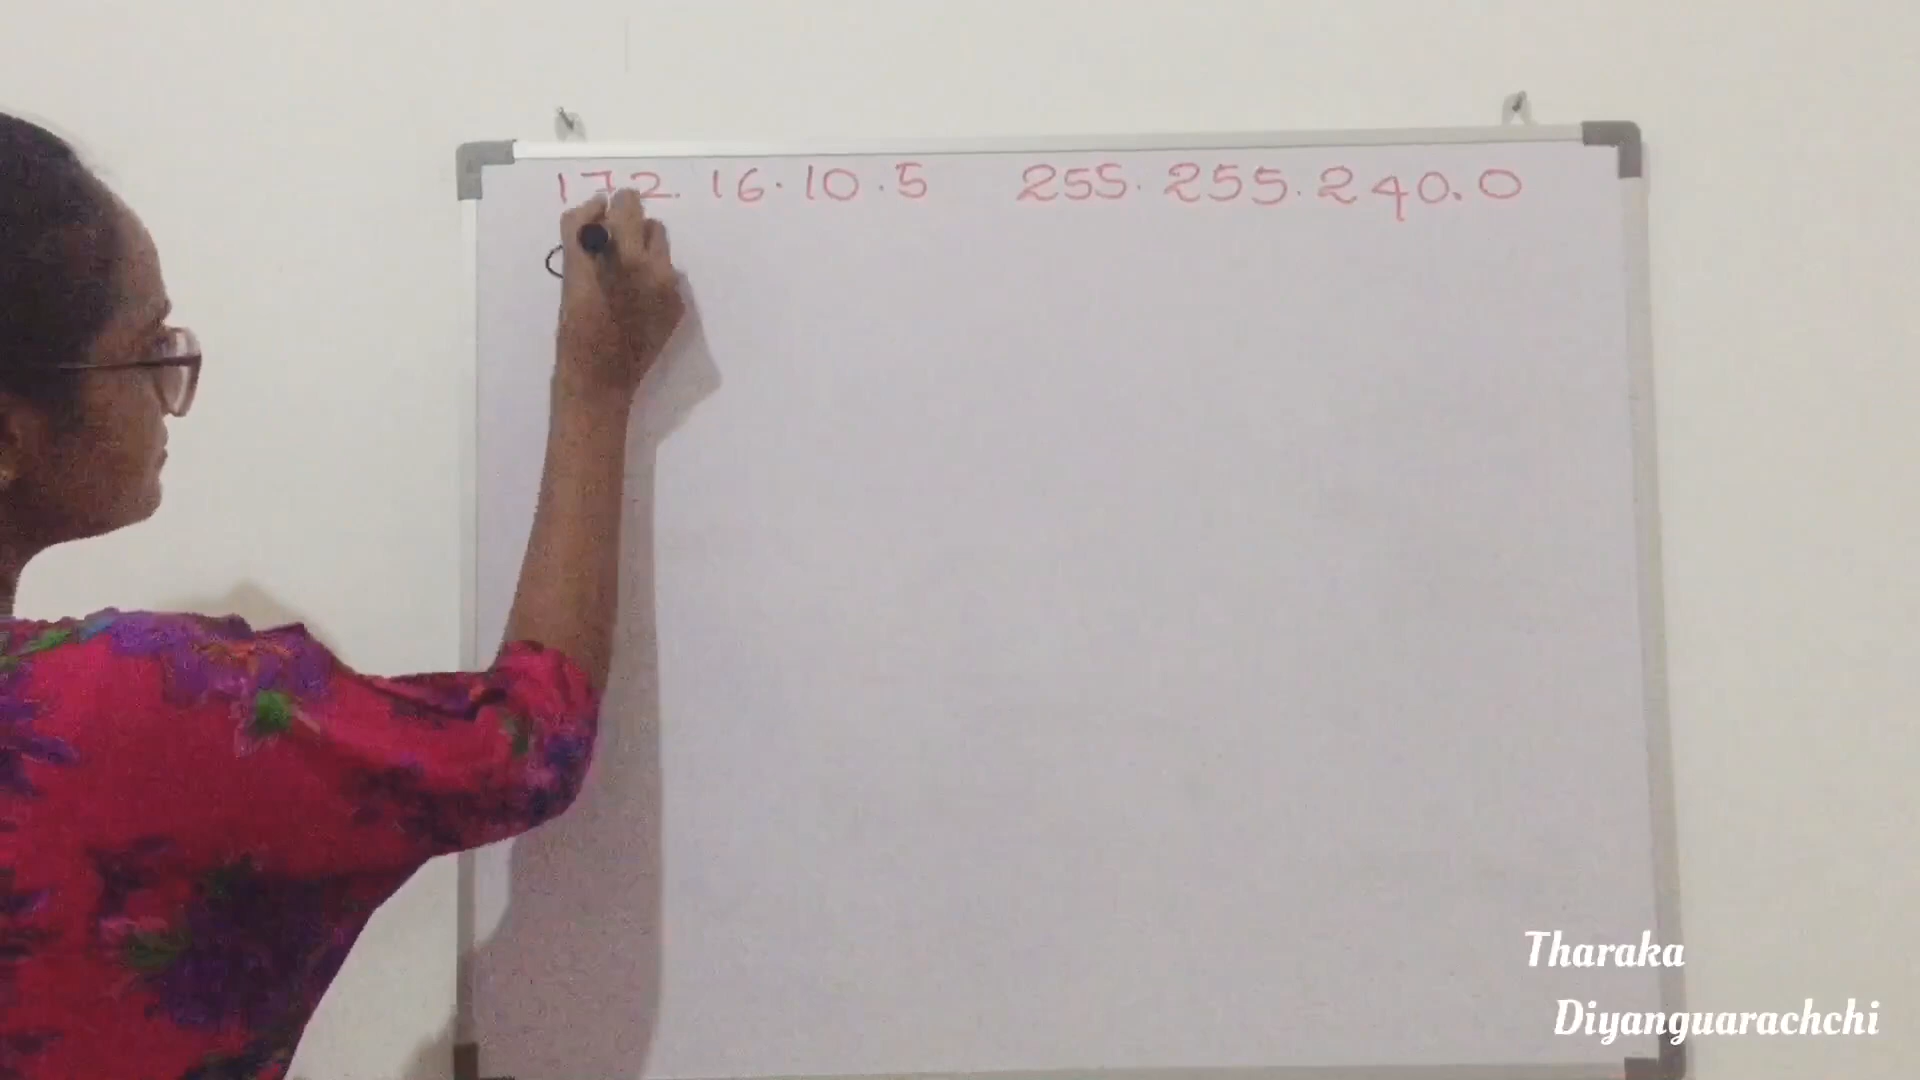 172. 16. 10. 5 255. 255. 240. 0
Tharaka
Diyanguarachchi